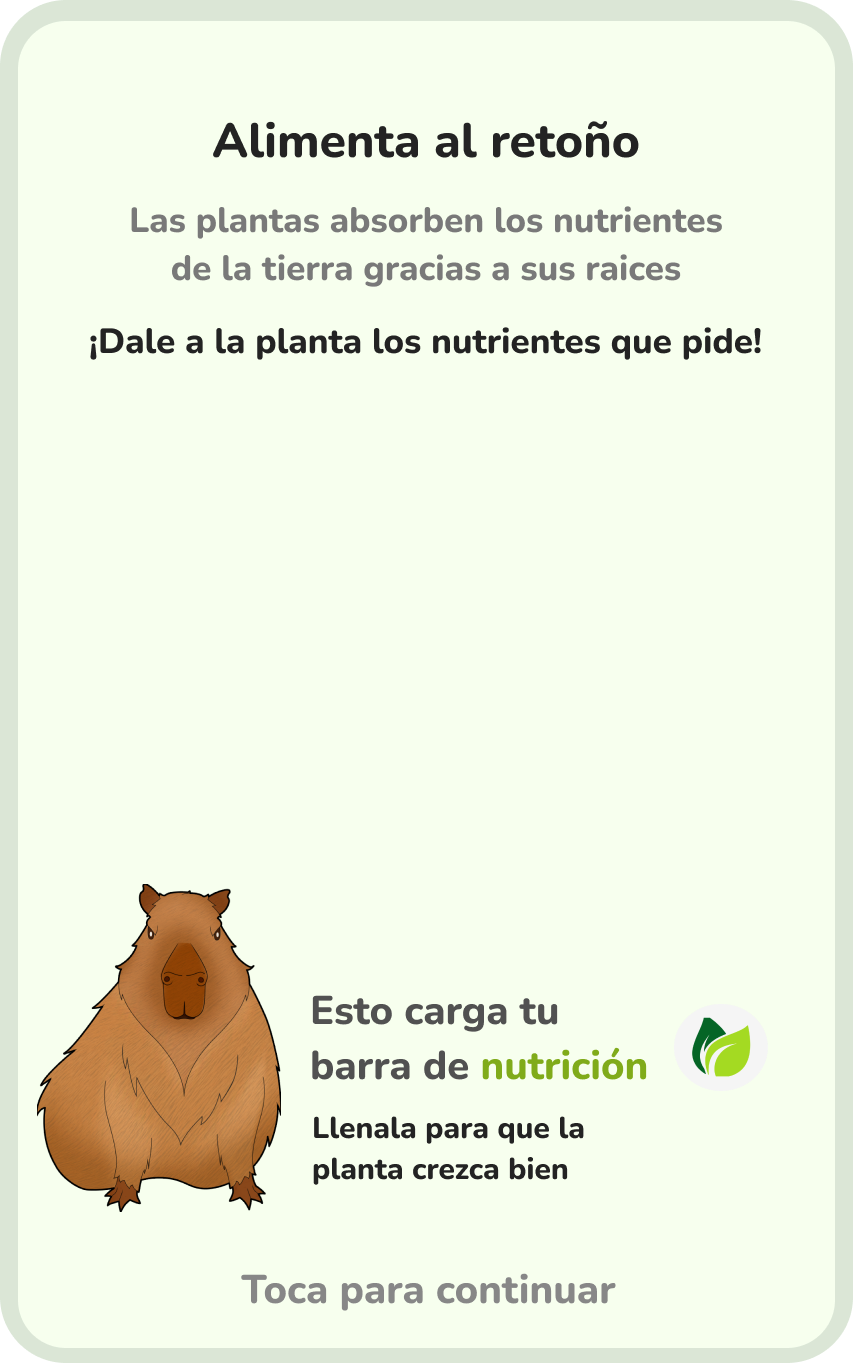 Alimenta al retoño
Las plantas absorben los nutrientes
de la tierra gracias a sus raices
¡Dale a la planta los nutrientes que pide!
Esto carga tu
barra de nutrición
Llenala para que la
planta crezca bien
Toca para continuar